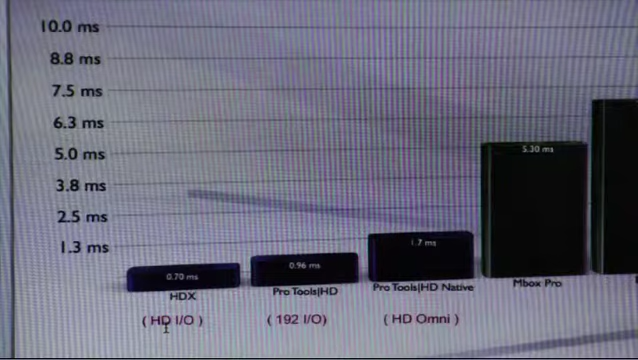 10.0 ms
8.8 ms
7.5 ms
6.3 ms
5.0 ms
3.8 ms
2.5 ms
1.3 ms
0.70 ms
0.96 ms
1.7 ms
5.30 ms
HDX
Pro Tools|HD
Pro Tools|HD Native
Mbox Pro
( HD I/O )
( 192 I/O)
( HD Omni )